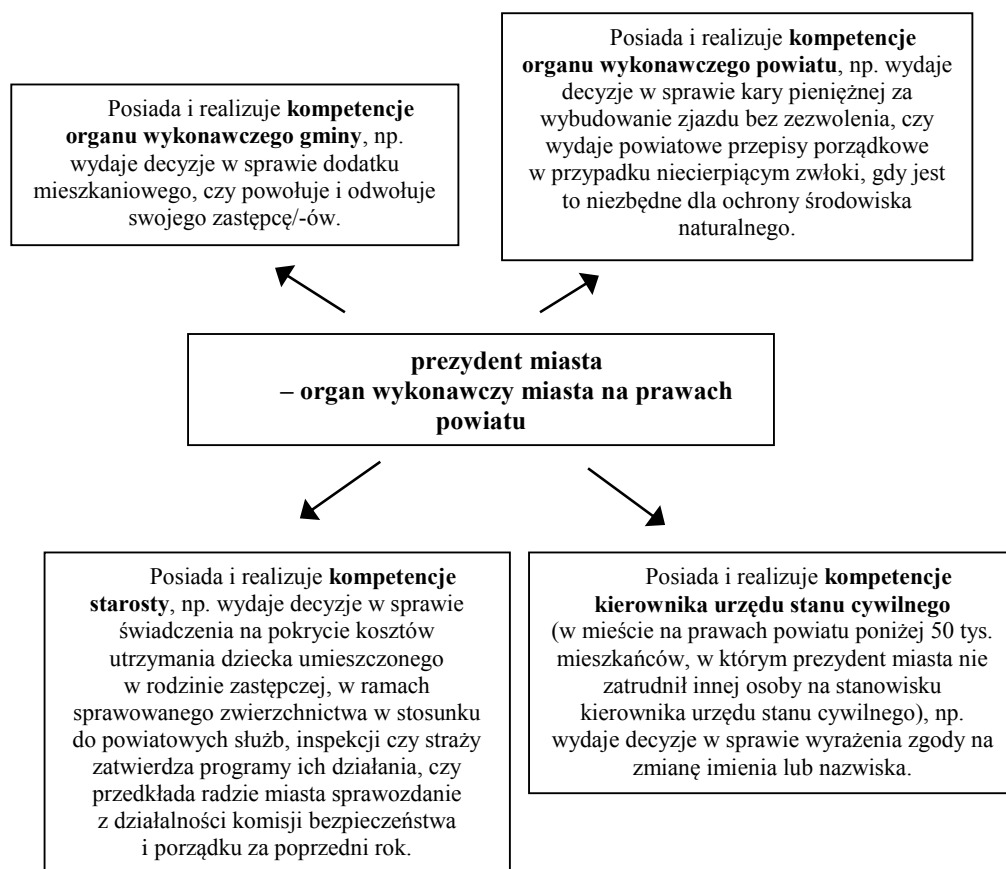 Posiada i realizuje kompetencje
organu wykonawczego gminy, np.
wydaje decyzje w sprawie dodatku
mieszkaniowego, czy powołuje i odwołuje
swojego zastępcę/-ów.
Posiada i realizuje kompetencje
organu wykonawczego powiatu, np. wydaje
decyzje w sprawie kary pieniężnej za
wybudowanie zjazdu bez zezwolenia, czy
wydaje powiatowe przepisy porządkowe
w przypadku niecierpiącym zwłoki, gdy jest
to niezbędne dla ochrony środowiska
naturalnego.
prezydent miasta
– organ wykonawczy miasta na prawach
powiatu
Posiada i realizuje kompetencje
starosty, np. wydaje decyzje w sprawie
świadczenia na pokrycie kosztów
utrzymania dziecka umieszczonego
w rodzinie zastępczej, w ramach
sprawowanego zwierzchnictwa w stosunku
do powiatowych służb, inspekcji czy straży
zatwierdza programy ich działania, czy
przedkłada radzie miasta sprawozdanie
z działalności komisji bezpieczeństwa
i porządku za poprzedni rok.
Posiada i realizuje kompetencje
kierownika urzędu stanu cywilnego
(w mieście na prawach powiatu poniżej 50 tys.
mieszkańców, w którym prezydent miasta nie
zatrudnił innej osoby na stanowisku
kierownika urzędu stanu cywilnego), np.
wydaje decyzje w sprawie wyrażenia zgody na
zmianę imienia lub nazwiska.